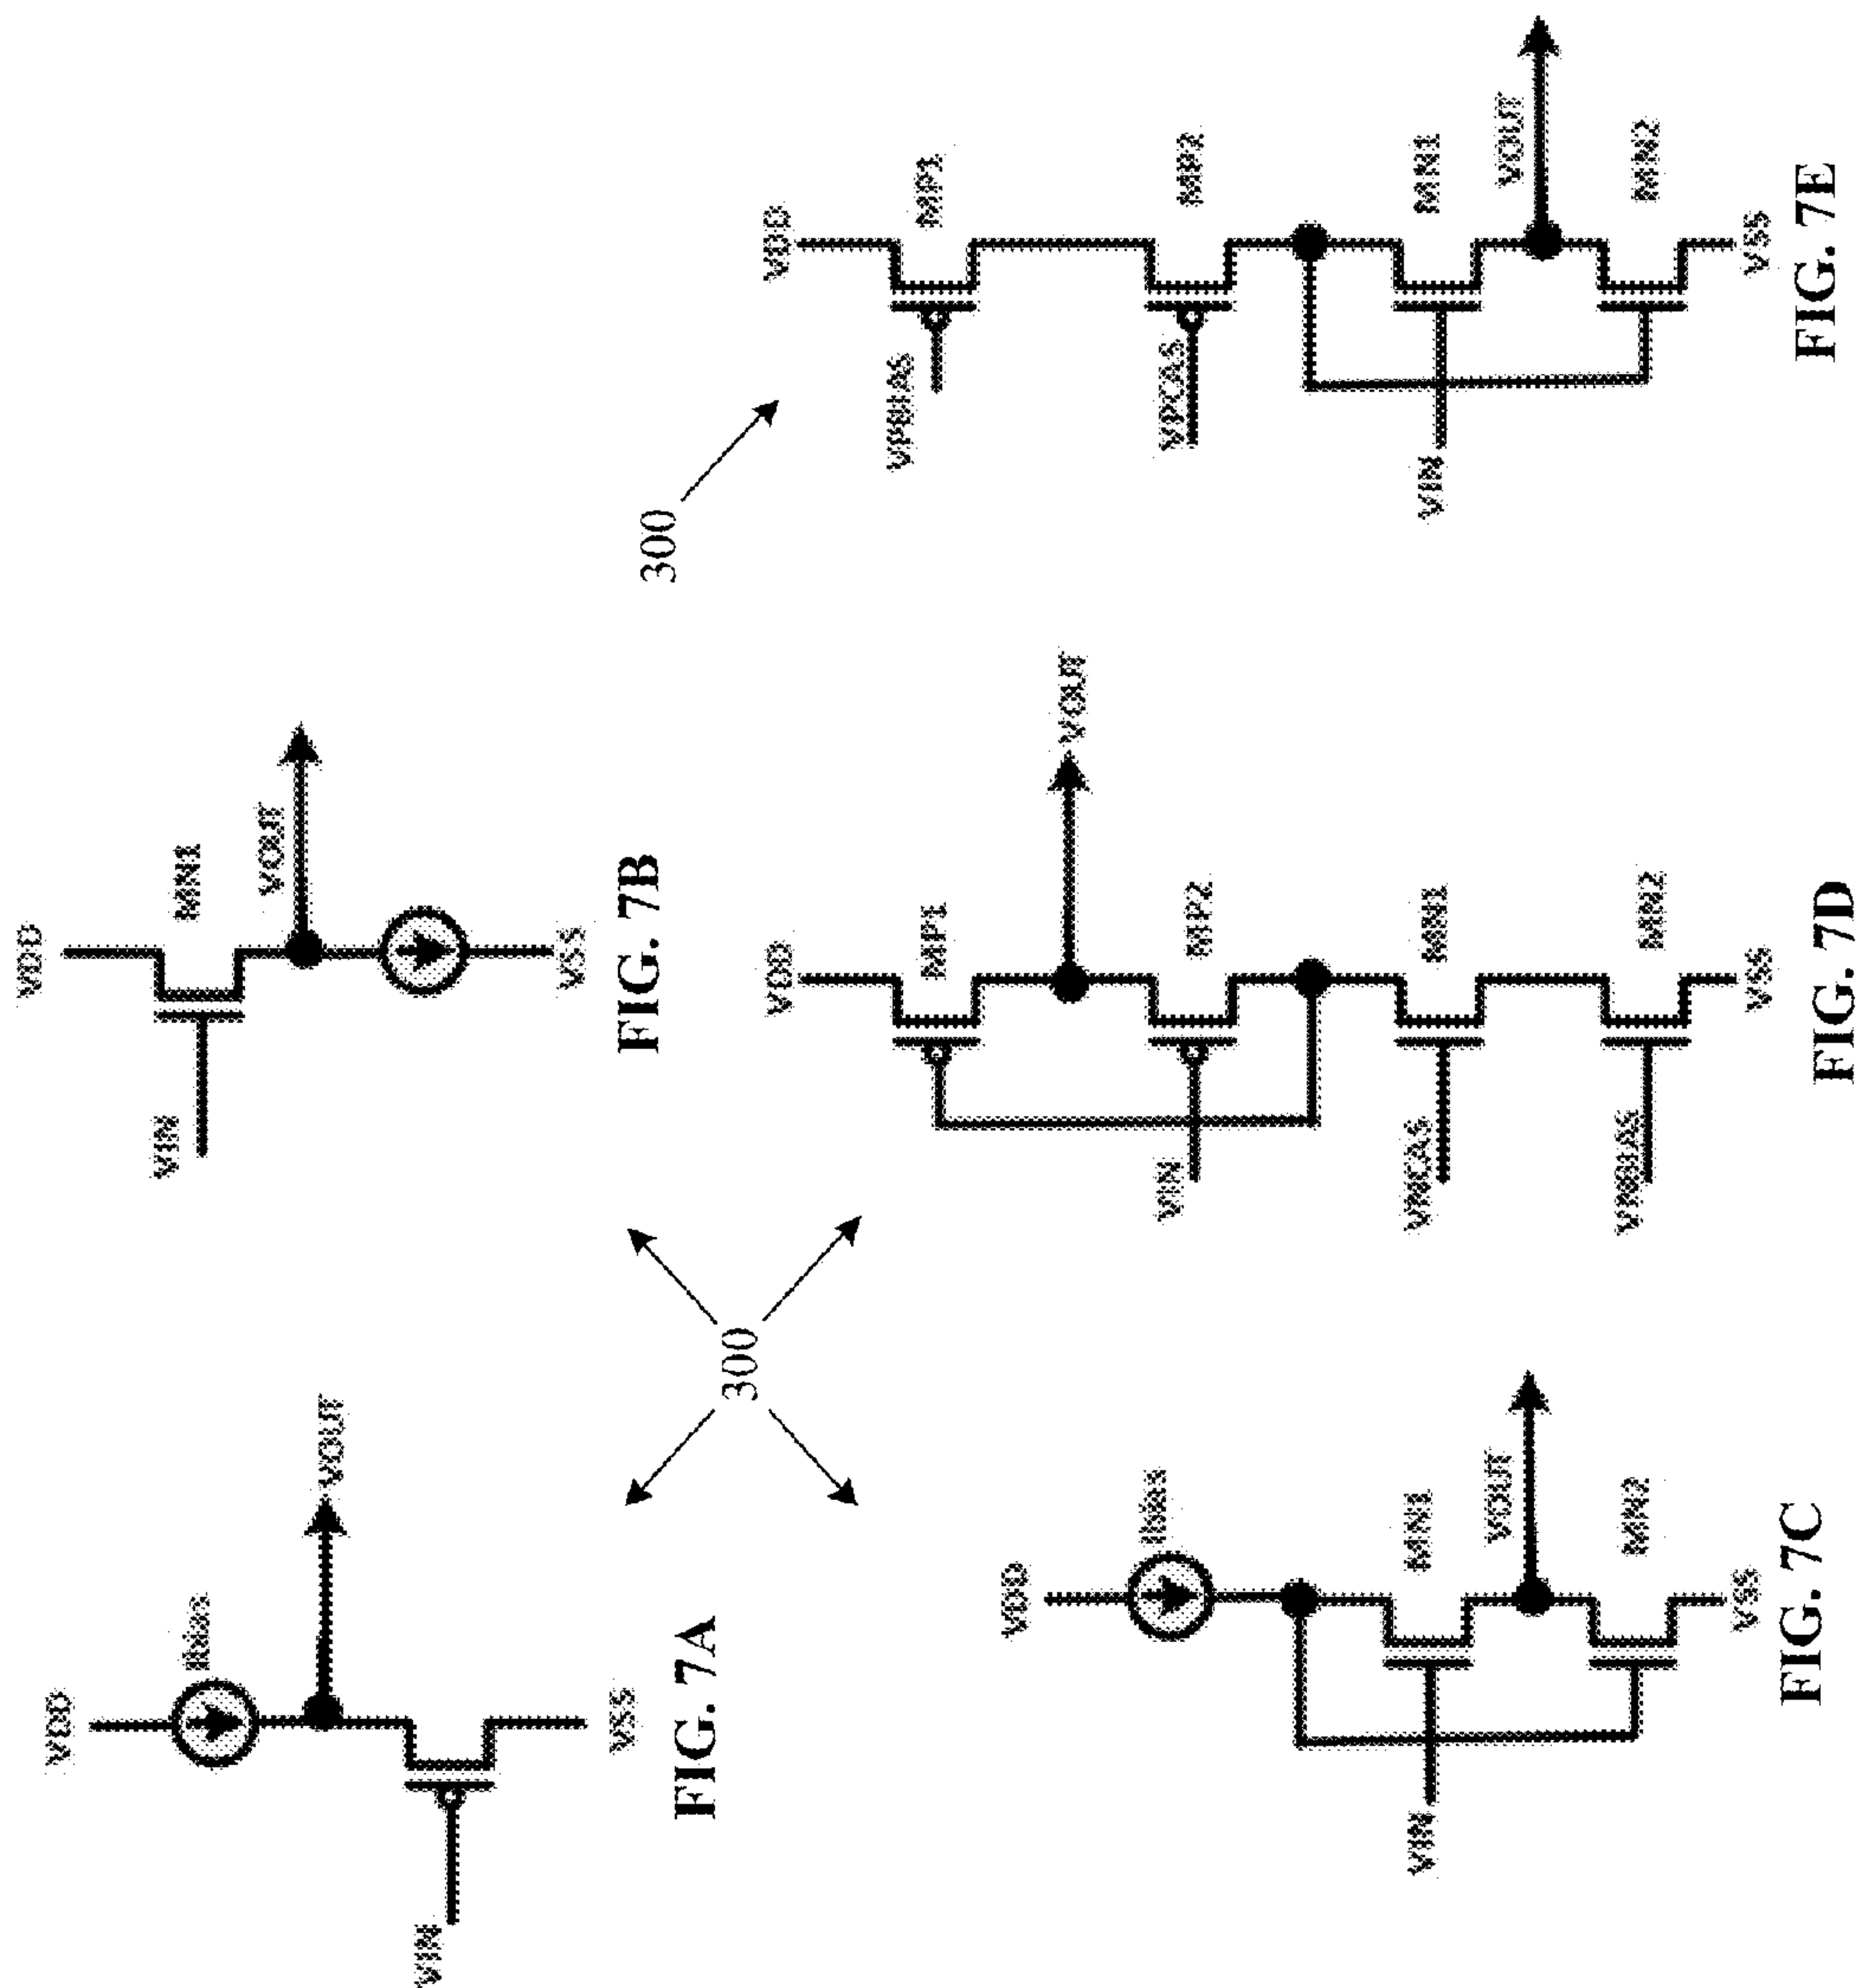 VDD
Ibias
VOUT
VIN
VSS
FIG. 7A
VDD
MN1
VIN
VOUT
VSS
FIG. 7B
300
VDD
Ibias
MN1
VIN
VOUT
MN2
VSS
FIG. 7C
VDD
MP1
VOUT
VIN
MP2
VNCAS
MN1
VNBIAS
MN2
VSS
FIG. 7D
300
VDD
VPBIAS
MP1
VPCAS
MP2
VIN
MN1
VOUT
MN2
VSS
FIG. 7E